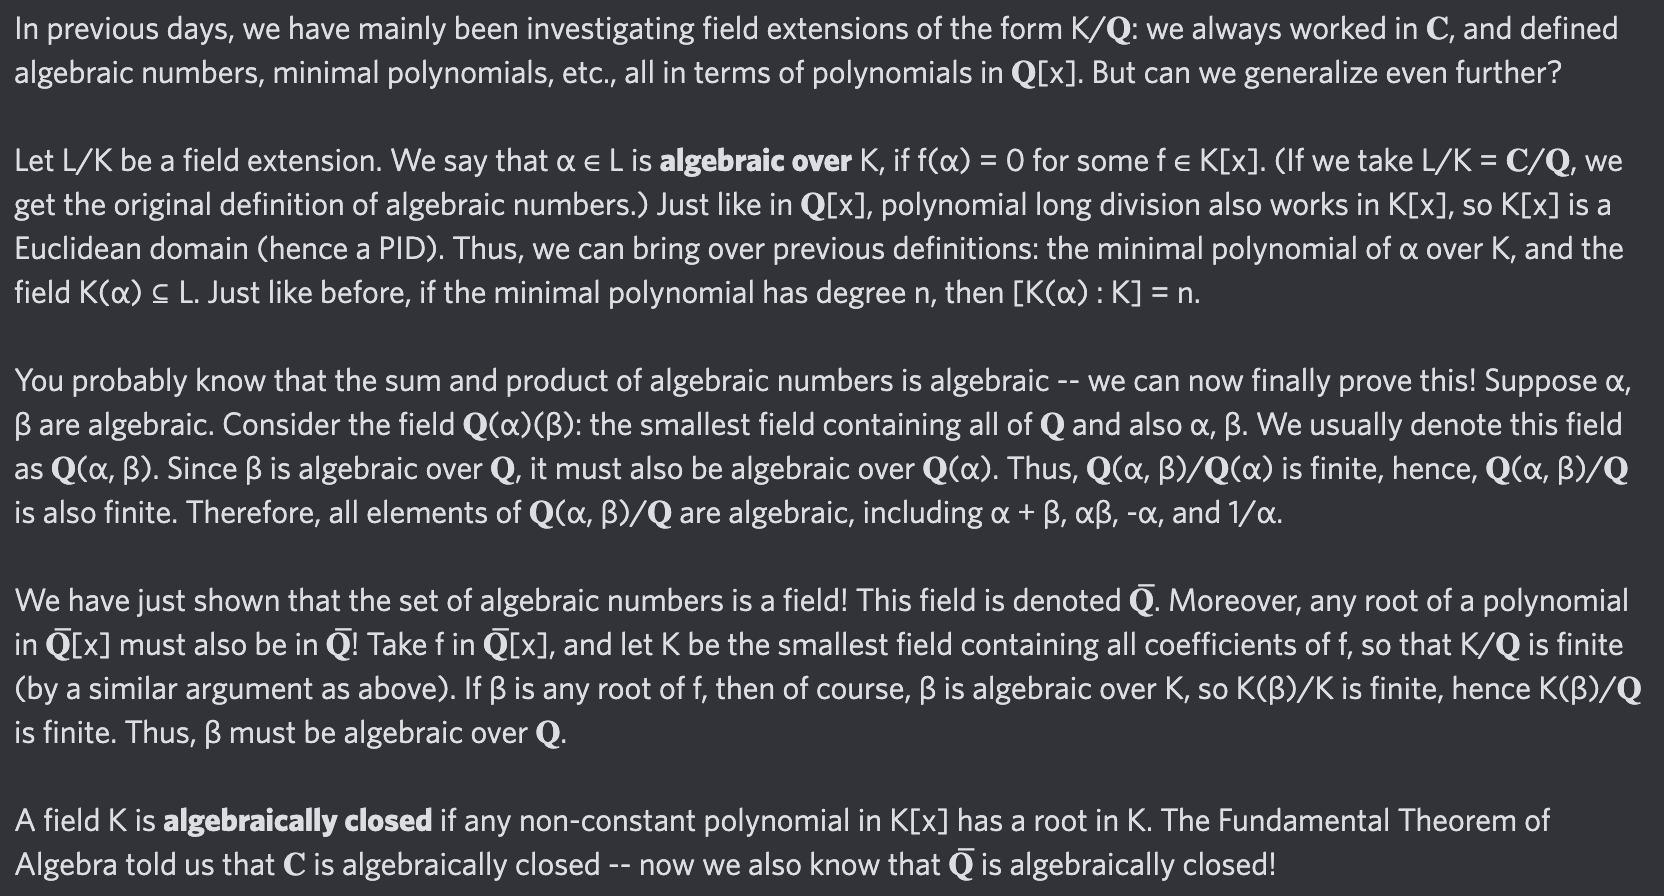 In previous days, we have mainly been investigating field extensions of the form K/Q: we always worked in C, and defined
algebraic numbers, minimal polynomials, etc., all in terms of polynomials in Q[x]. But can we generalize even further?
Let L/K be a field extension. We say that α ∈ L is algebraic over K, if f(α) = 0 for some f ∈ K[x]. (If we take L/K = C/Q, we
get the original definition of algebraic numbers.) Just like in Q[x], polynomial long division also works in K[x], so K[x] is a
Euclidean domain (hence a PID). Thus, we can bring over previous definitions: the minimal polynomial of α over K, and the
field K(α) ⊆ L. Just like before, if the minimal polynomial has degree n, then [K(α) : K] = n.
You probably know that the sum and product of algebraic numbers is algebraic -- we can now finally prove this! Suppose α,
β are algebraic. Consider the field Q(α)(β): the smallest field containing all of Q and also α, β. We usually denote this field
as Q(α, β). Since β is algebraic over Q, it must also be algebraic over Q(α). Thus, Q(α, β)/Q(α) is finite, hence, Q(α, β)/Q
is also finite. Therefore, all elements of Q(α, β)/Q are algebraic, including α + β, αβ, -α, and 1/α.
We have just shown that the set of algebraic numbers is a field! This field is denoted Q̅. Moreover, any root of a polynomial
in Q̅[x] must also be in Q̅! Take f in Q̅[x], and let K be the smallest field containing all coefficients of f, so that K/Q is finite
(by a similar argument as above). If β is any root of f, then of course, β is algebraic over K, so K(β)/K is finite, hence K(β)/Q
is finite. Thus, β must be algebraic over Q.
A field K is algebraically closed if any non-constant polynomial in K[x] has a root in K. The Fundamental Theorem of
Algebra told us that C is algebraically closed -- now we also know that Q̅ is algebraically closed!